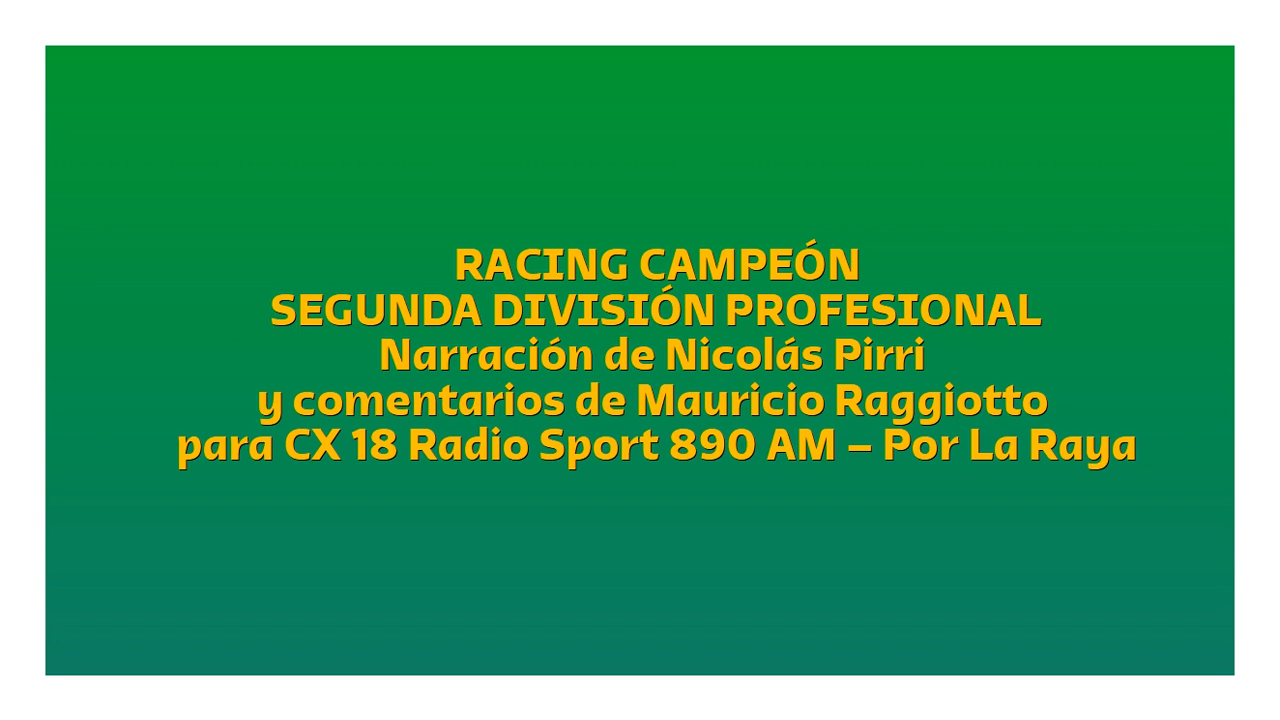 RACING CAMPEÓN
SEGUNDA DIVISIÓN PROFESIONAL
Narración de Nicolás Pirri
y comentarios de Mauricio Raggiotto
para CX 18 Radio Sport 890 AM – Por La Raya